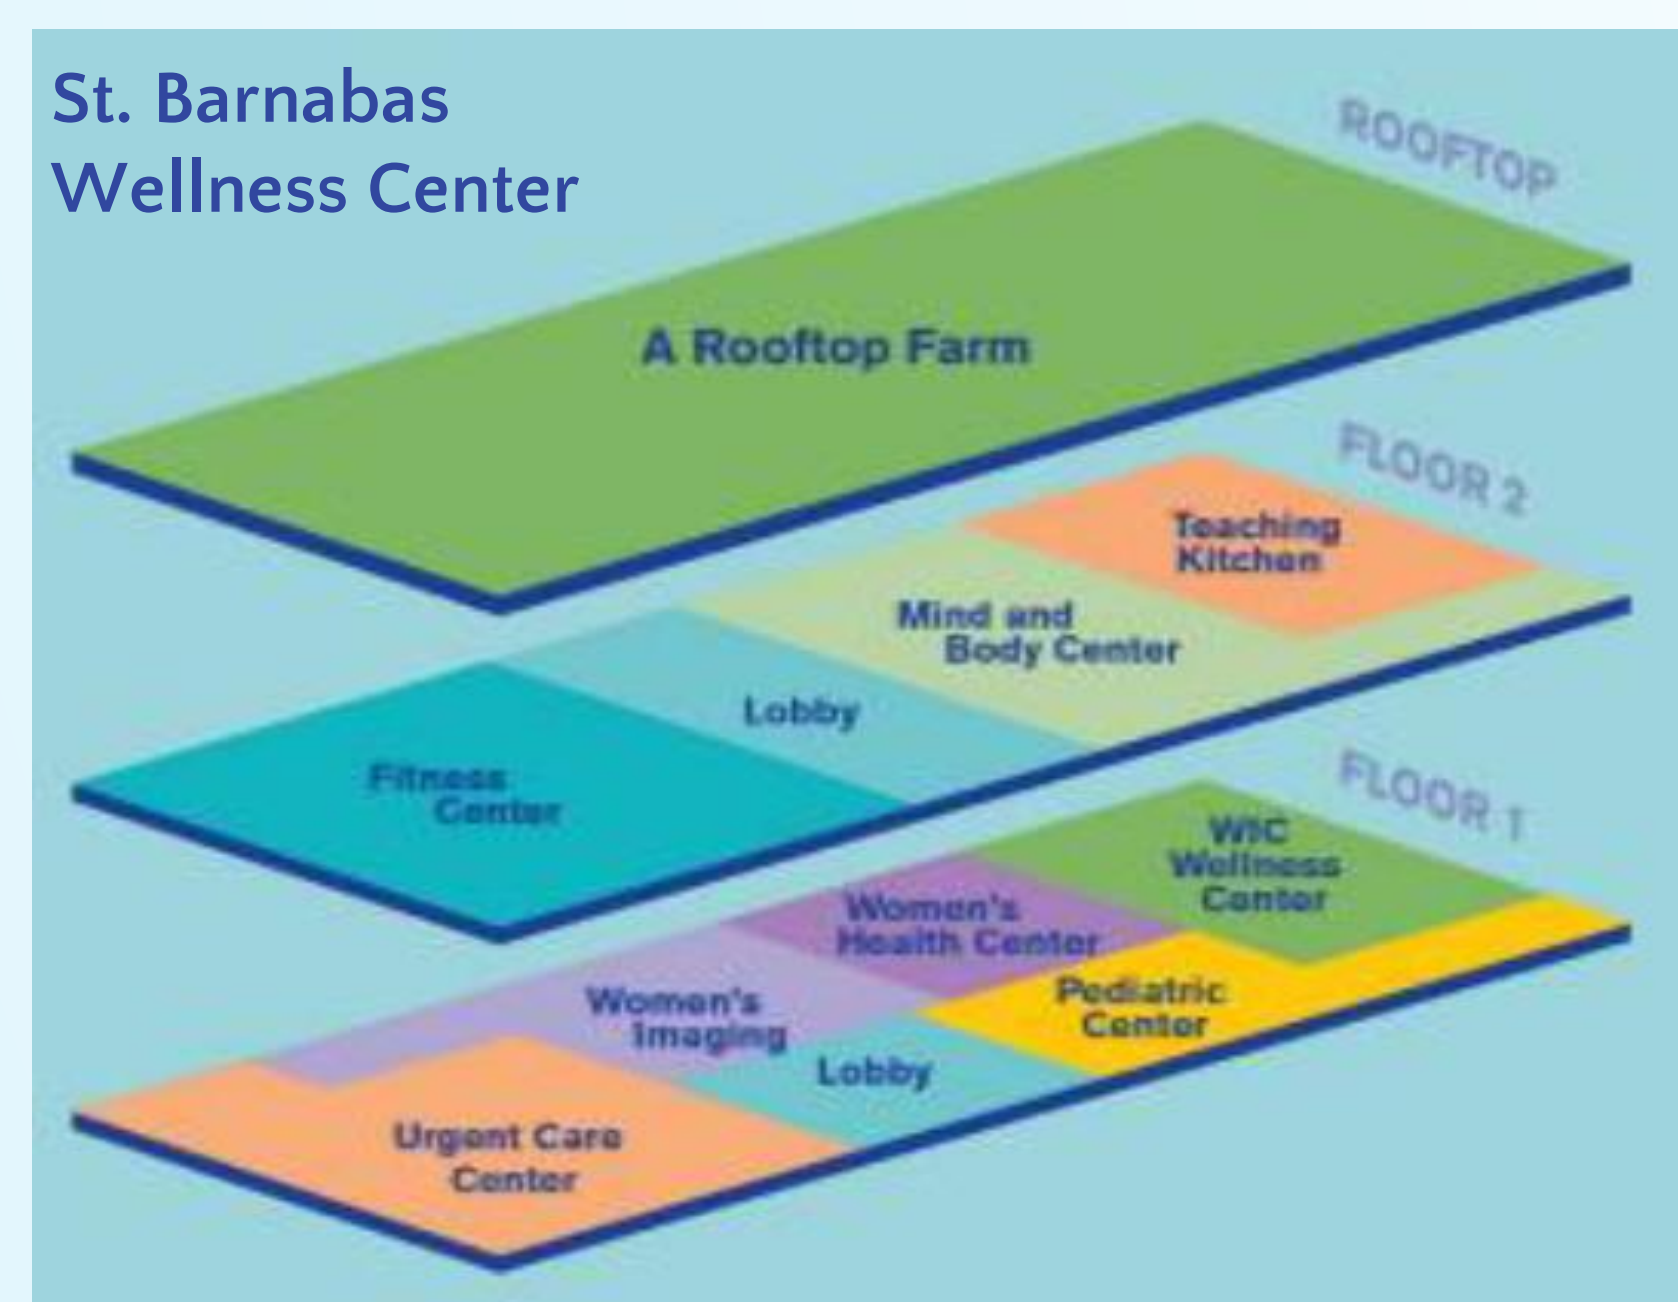 St. Barnabas
Wellness Center
ROOFTOP
A Rooftop Farm
FLOOR 2
Teaching
Kitchen
Mind and
Body Center
Lobby
Fitness
Center
FLOOR 1
WIC
Wellness
Center
Women's
Health Center
Women's
Imaging
Pediatric
Center
Lobby
Urgent Care
Center